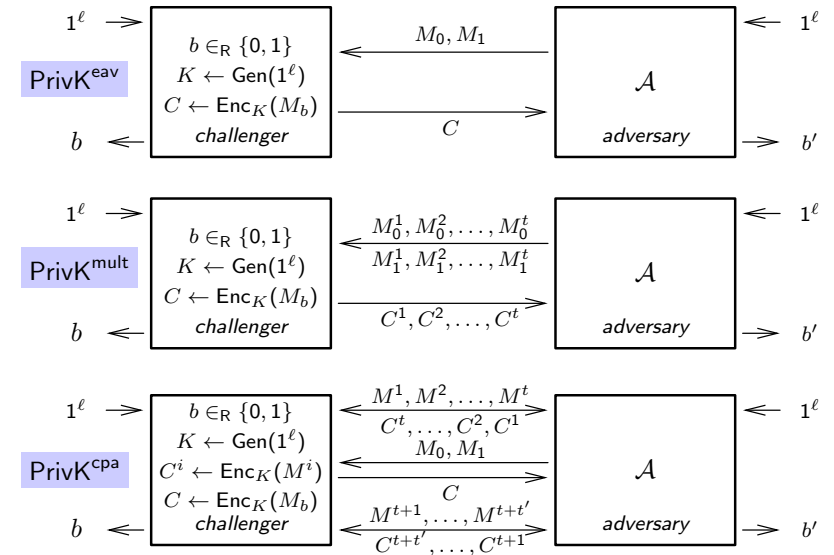 1^ℓ b ∈_R {0, 1} M_0, M_1 1^ℓ
PrivK^eav K ← Gen(1^ℓ) 𝒜
C ← Enc_K(M_b) C
b challenger adversary b′
1^ℓ b ∈_R {0, 1} M_0^1, M_0^2, . . . , M_0^t 1^ℓ
PrivK^mult K ← Gen(1^ℓ) M_1^1, M_1^2, . . . , M_1^t 𝒜
C ← Enc_K(M_b) C^1, C^2, . . . , C^t
b challenger adversary b′
1^ℓ b ∈_R {0, 1} M^1, M^2, . . . , M^t 1^ℓ
C^t, . . . , C^2, C^1
K ← Gen(1^ℓ) M_0, M_1
PrivK^cpa C^i ← Enc_K(M^i) 𝒜
C ← Enc_K(M_b) C
b challenger M^{t+1}, . . . , M^{t+t′} adversary b′
C^{t+t′}, . . . , C^{t+1}